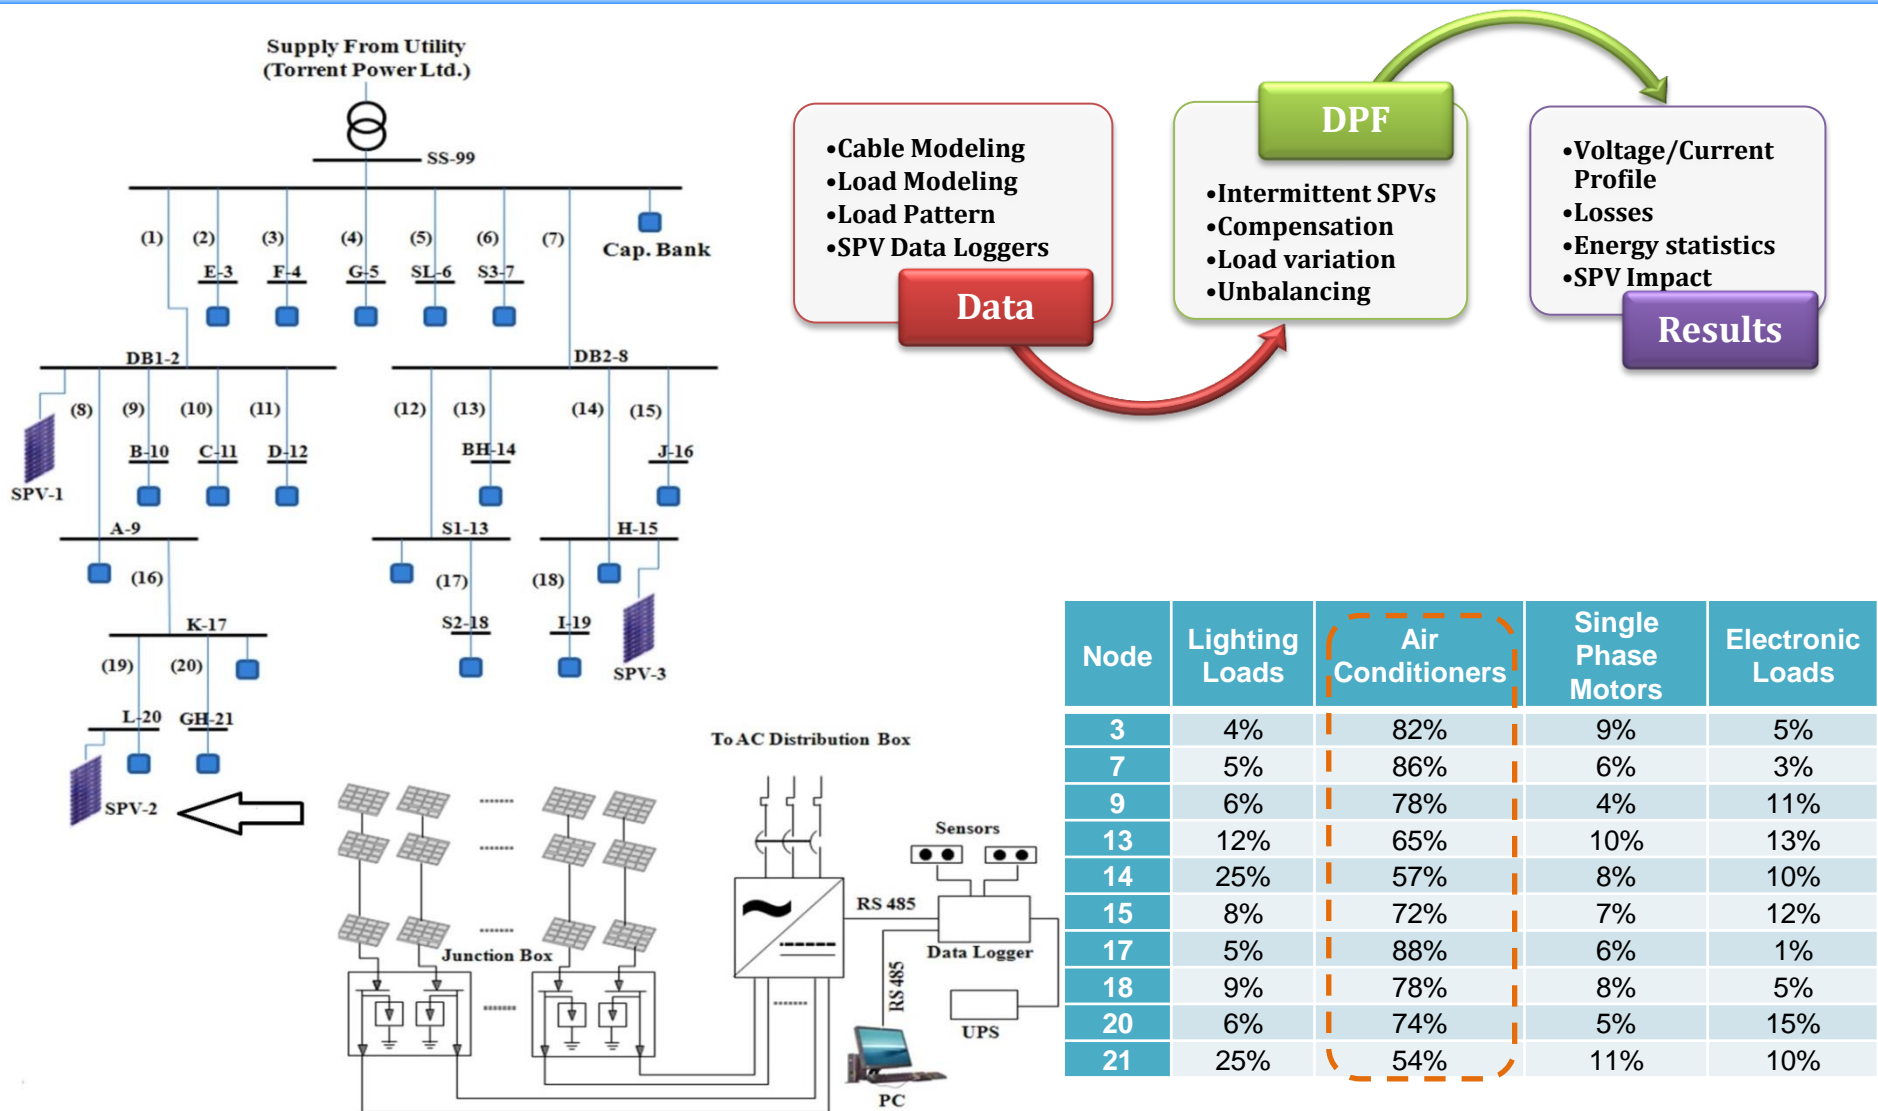 Supply From Utility
(Torrent Power Ltd.)
SS-99
(1) (2) (3) (4) (5) (6) (7)
Cap. Bank
E-3 F-4 G-5 SL-6 S3-7
DB1-2 DB2-8
(8) (9) (10) (11) (12) (13) (14) (15)
B-10 C-11 D-12 BH-14 J-16
SPV-1
A-9 S1-13 H-15
(16) (17) (18)
K-17 S2-18 I-19
(19) (20)
SPV-3
L-20 GH-21
SPV-2
•Cable Modeling
•Load Modeling
•Load Pattern
•SPV Data Loggers
Data
DPF
•Intermittent SPVs
•Compensation
•Load variation
•Unbalancing
•Voltage/Current
Profile
•Losses
•Energy statistics
•SPV Impact
Results
To AC Distribution Box
Sensors
RS 485
Data Logger
RS 485
UPS
PC
Junction Box
Node Lighting Loads Air Conditioners Single Phase Motors Electronic Loads
3 4% 82% 9% 5%
7 5% 86% 6% 3%
9 6% 78% 4% 11%
13 12% 65% 10% 13%
14 25% 57% 8% 10%
15 8% 72% 7% 12%
17 5% 88% 6% 1%
18 9% 78% 8% 5%
20 6% 74% 5% 15%
21 25% 54% 11% 10%